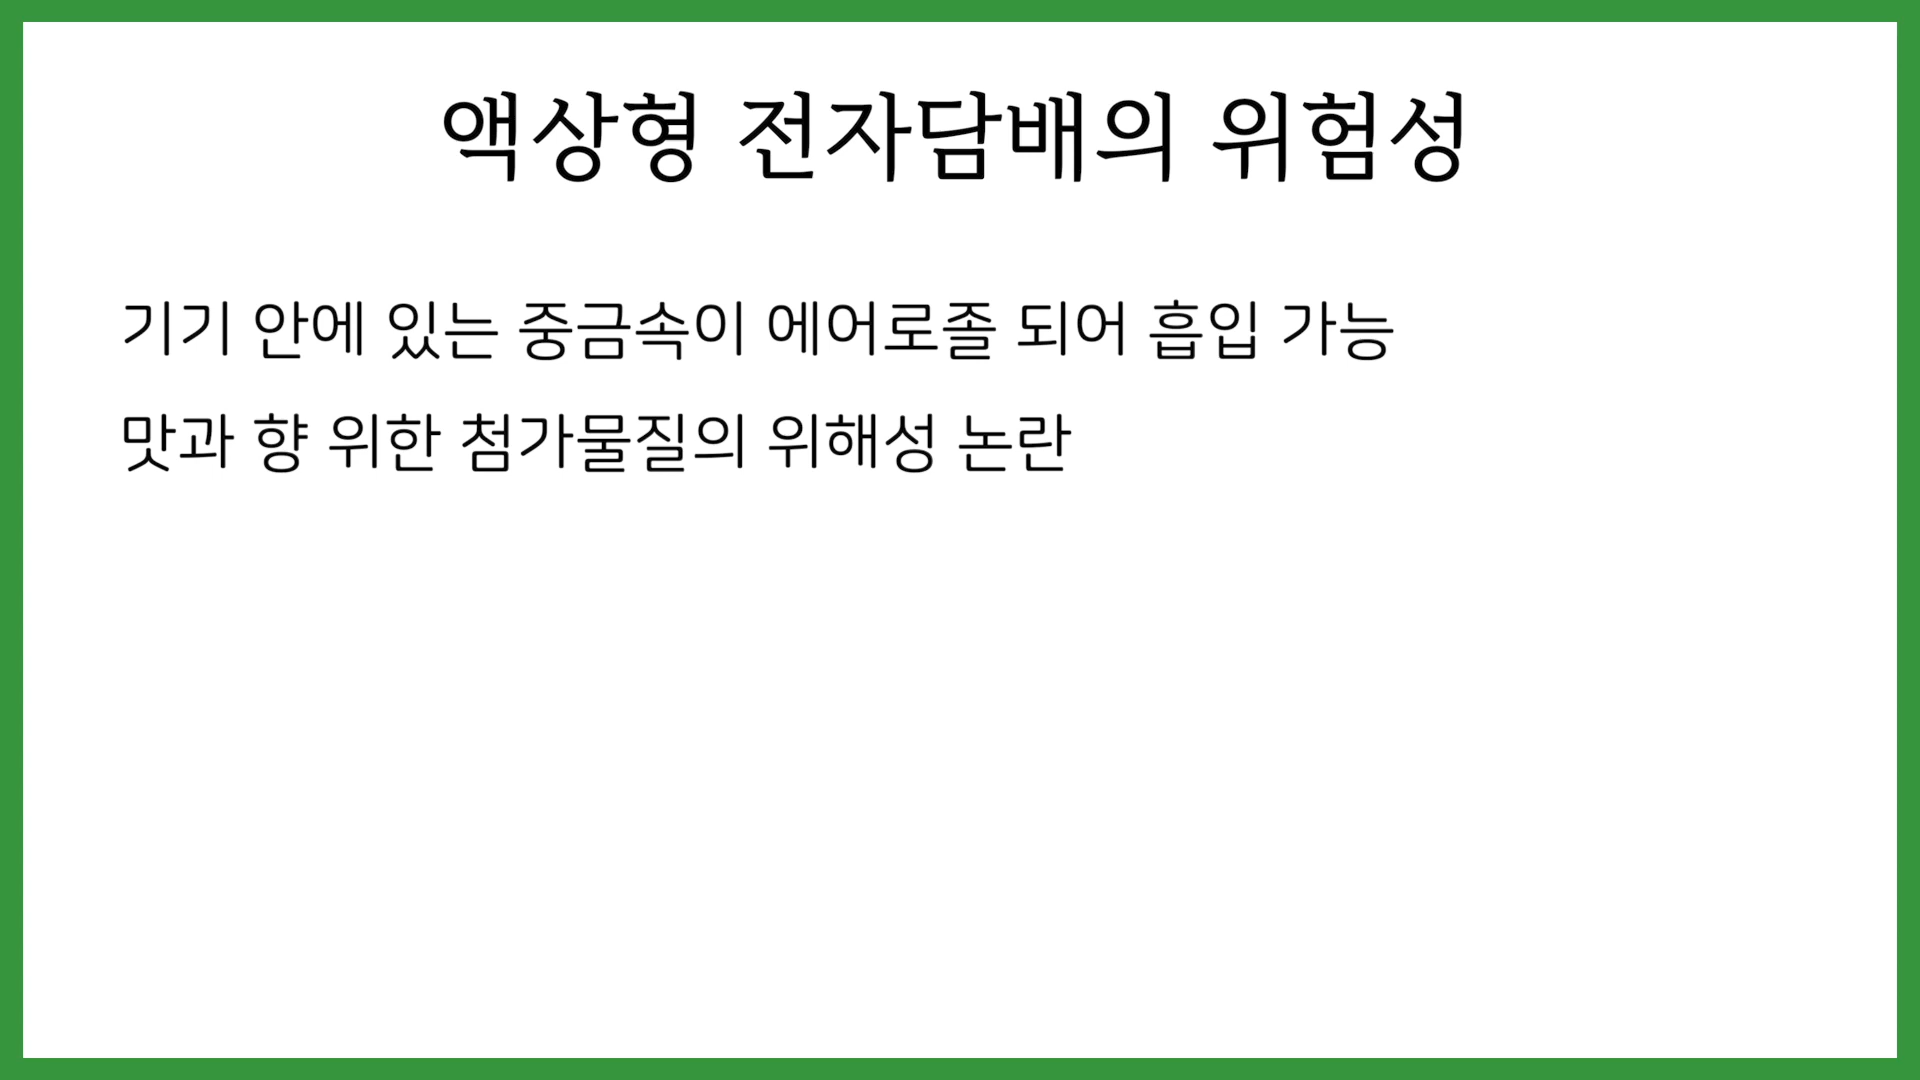 액상형 전자담배의 위험성
기기 안에 있는 중금속이 에어로졸 되어 흡입 가능
맛과 향 위한 첨가물질의 위해성 논란